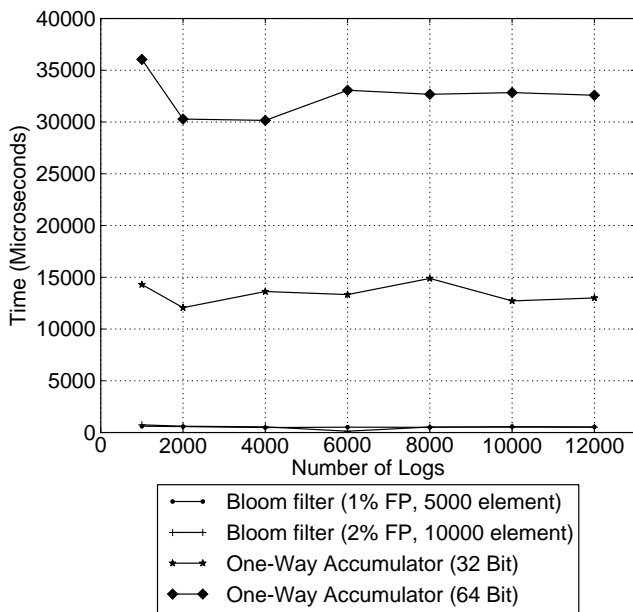 40000
35000
30000
25000
20000
15000
10000
5000
0
Time (Microseconds)
0 2000 4000 6000 8000 10000 12000
Number of Logs
Bloom filter (1% FP, 5000 element)
Bloom filter (2% FP, 10000 element)
One-Way Accumulator (32 Bit)
One-Way Accumulator (64 Bit)